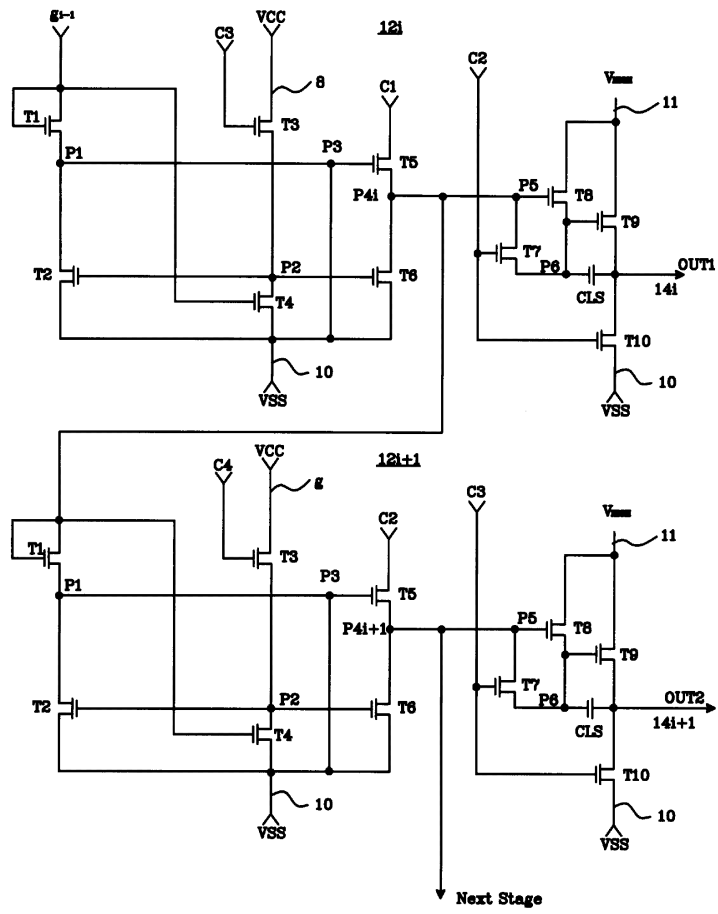 gi-1
C3
VCC
12i
C2
Vmax
8
C1
11
T1
T3
P1
P3
T5
P4i
P5
T8
T9
T7
P6
OUT1
T2
P2
T6
CLS
14i
T4
T10
10
VSS
10
VSS
C4
VCC
12i+1
C3
g
Vmax
C2
11
T1
T3
P1
P3
T5
P4i+1
P5
T8
T9
T7
P6
OUT2
T2
P2
T6
CLS
14i+1
T4
T10
10
VSS
10
VSS
Next Stage